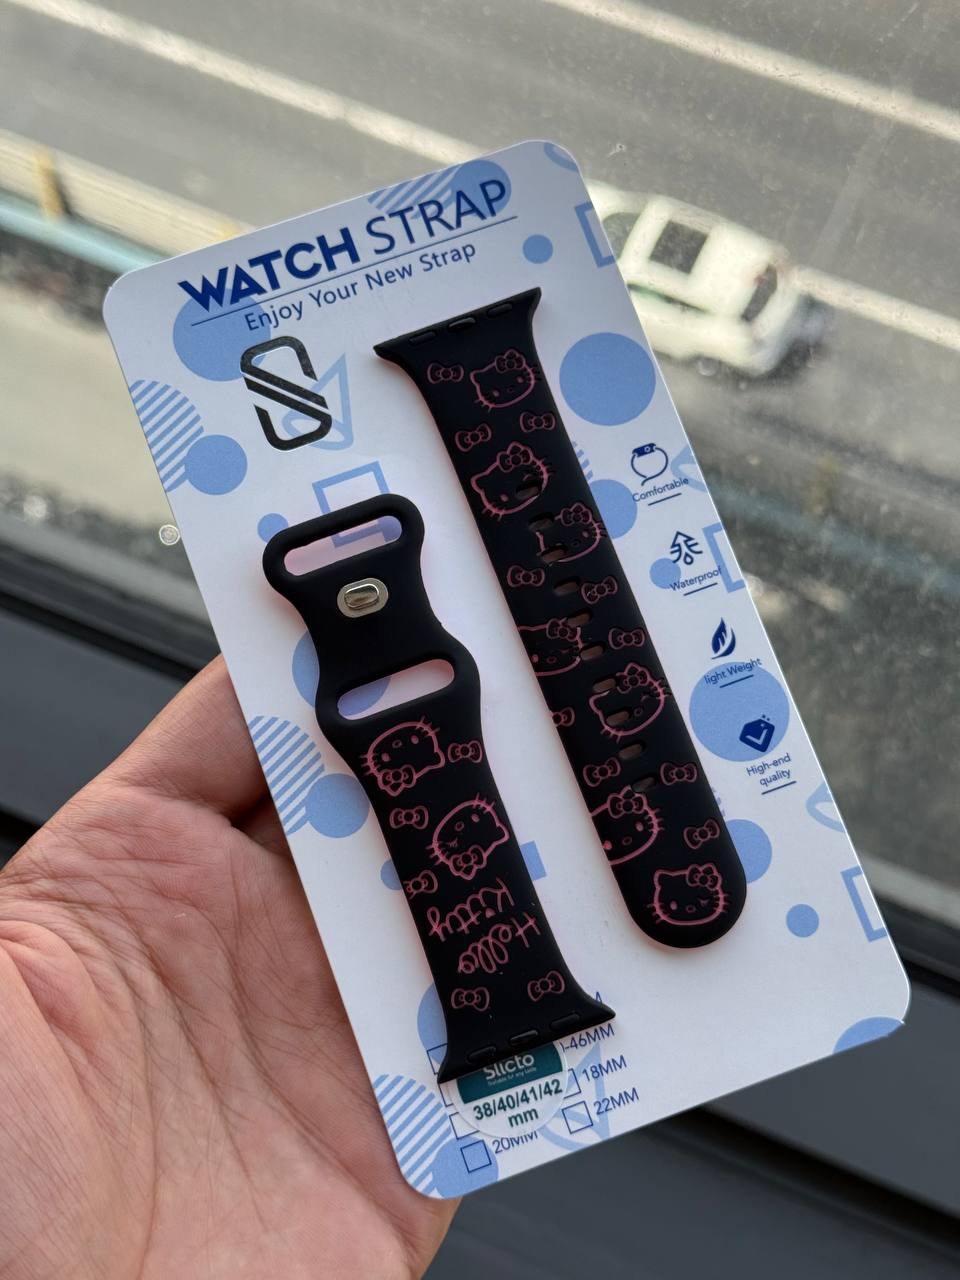 WATCH STRAP
Enjoy Your New Strap
Comfortable
Waterproof
light Weight
High-end
quality
Hello
Kitty
-46MM
Slicto
18MM
38/40/41/42
mm
22MM
20MM